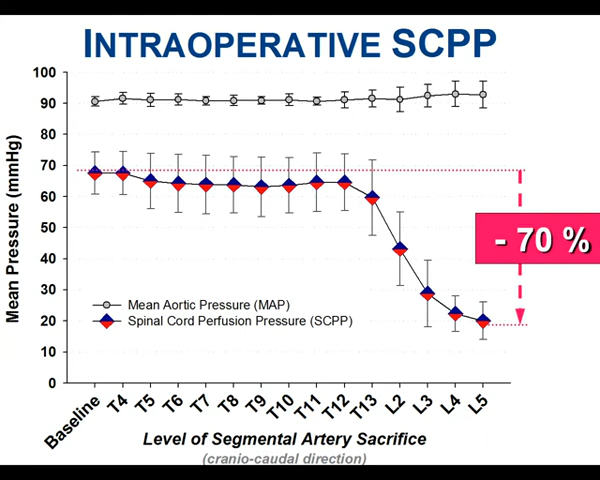 INTRAOPERATIVE SCPP
100
90
80
70
60
50
40
30
20
10
0
Mean Pressure (mmHg)
- 70 %
Mean Aortic Pressure (MAP)
Spinal Cord Perfusion Pressure (SCPP)
Baseline
T4
T5
T6
T7
T8
T9
T10
T11
T12
T13
L2
L3
L4
L5
Level of Segmental Artery Sacrifice
(cranio-caudal direction)